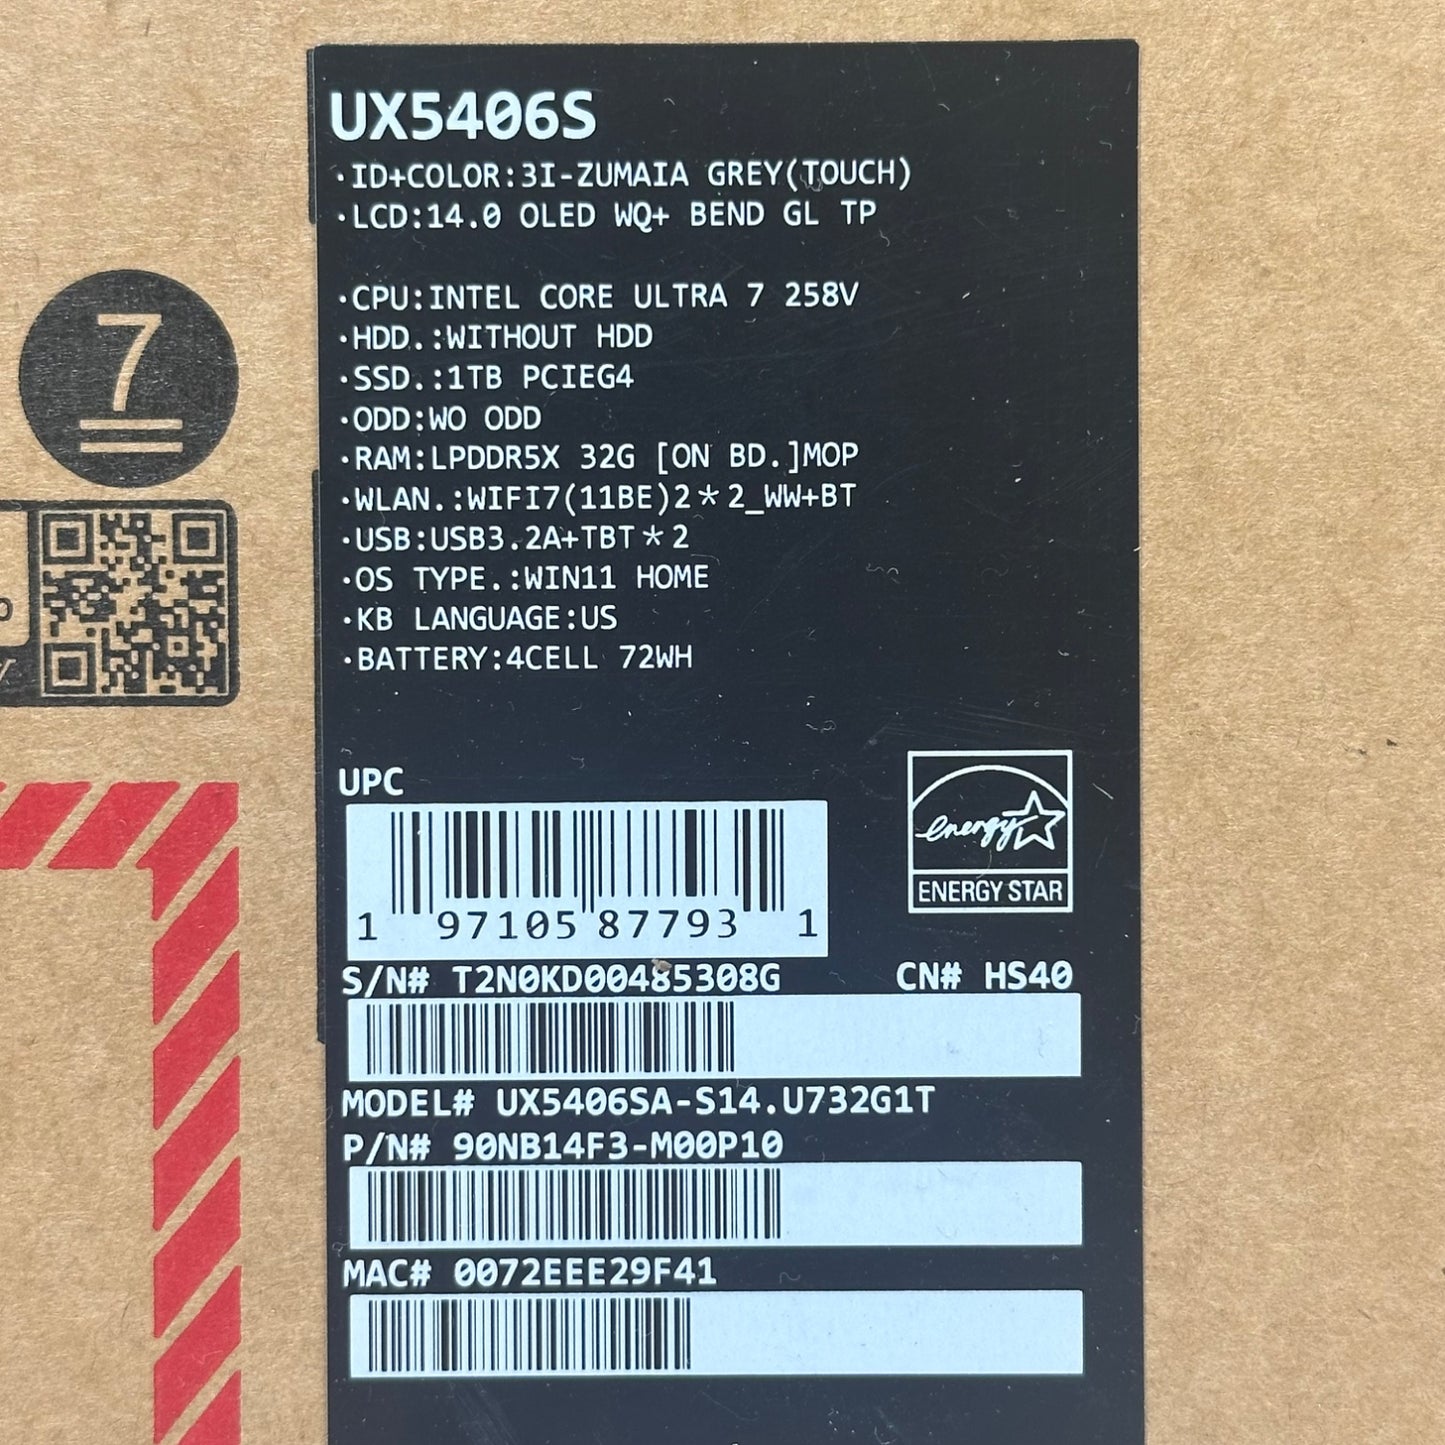 UX5406S
·ID+COLOR:3I-ZUMAIA GREY(TOUCH)
·LCD:14.0 OLED WQ+ BEND GL TP
·CPU:INTEL CORE ULTRA 7 258V
·HDD.:WITHOUT HDD
·SSD.:1TB PCIEG4
·ODD:WO ODD
·RAM:LPDDR5X 32G [ON BD.]MOP
·WLAN.:WIFI7(11BE)2*2_WW+BT
·USB:USB3.2A+TBT*2
·OS TYPE.:WIN11 HOME
·KB LANGUAGE:US
·BATTERY:4CELL 72WH
7
UPC
1 97105 87793 1
energy
ENERGY STAR
S/N# T2N0KD00485308G CN# HS40
MODEL# UX5406SA-S14.U732G1T
P/N# 90NB14F3-M00P10
MAC# 0072EEE29F41